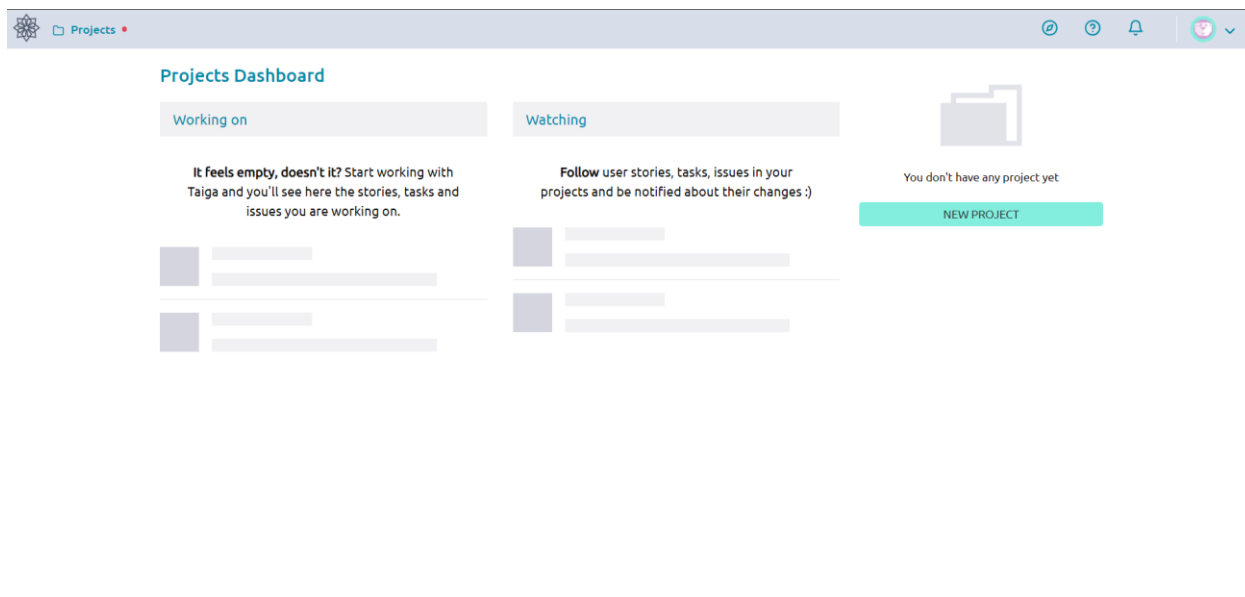 Projects
Projects Dashboard
Working on
It feels empty, doesn't it? Start working with
Taiga and you'll see here the stories, tasks and
issues you are working on.
Watching
Follow user stories, tasks, issues in your
projects and be notified about their changes :)
You don't have any project yet
NEW PROJECT